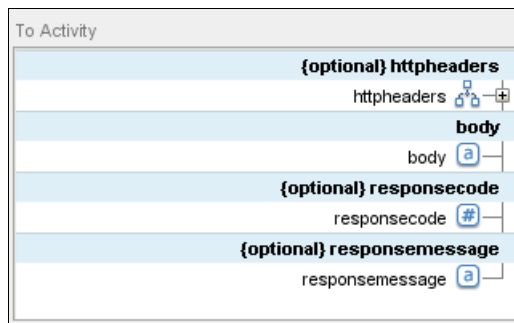 To Activity
{optional} httpheaders
httpheaders
body
body a
{optional} responsecode
responsecode #
{optional} responsemessage
responsemessage a